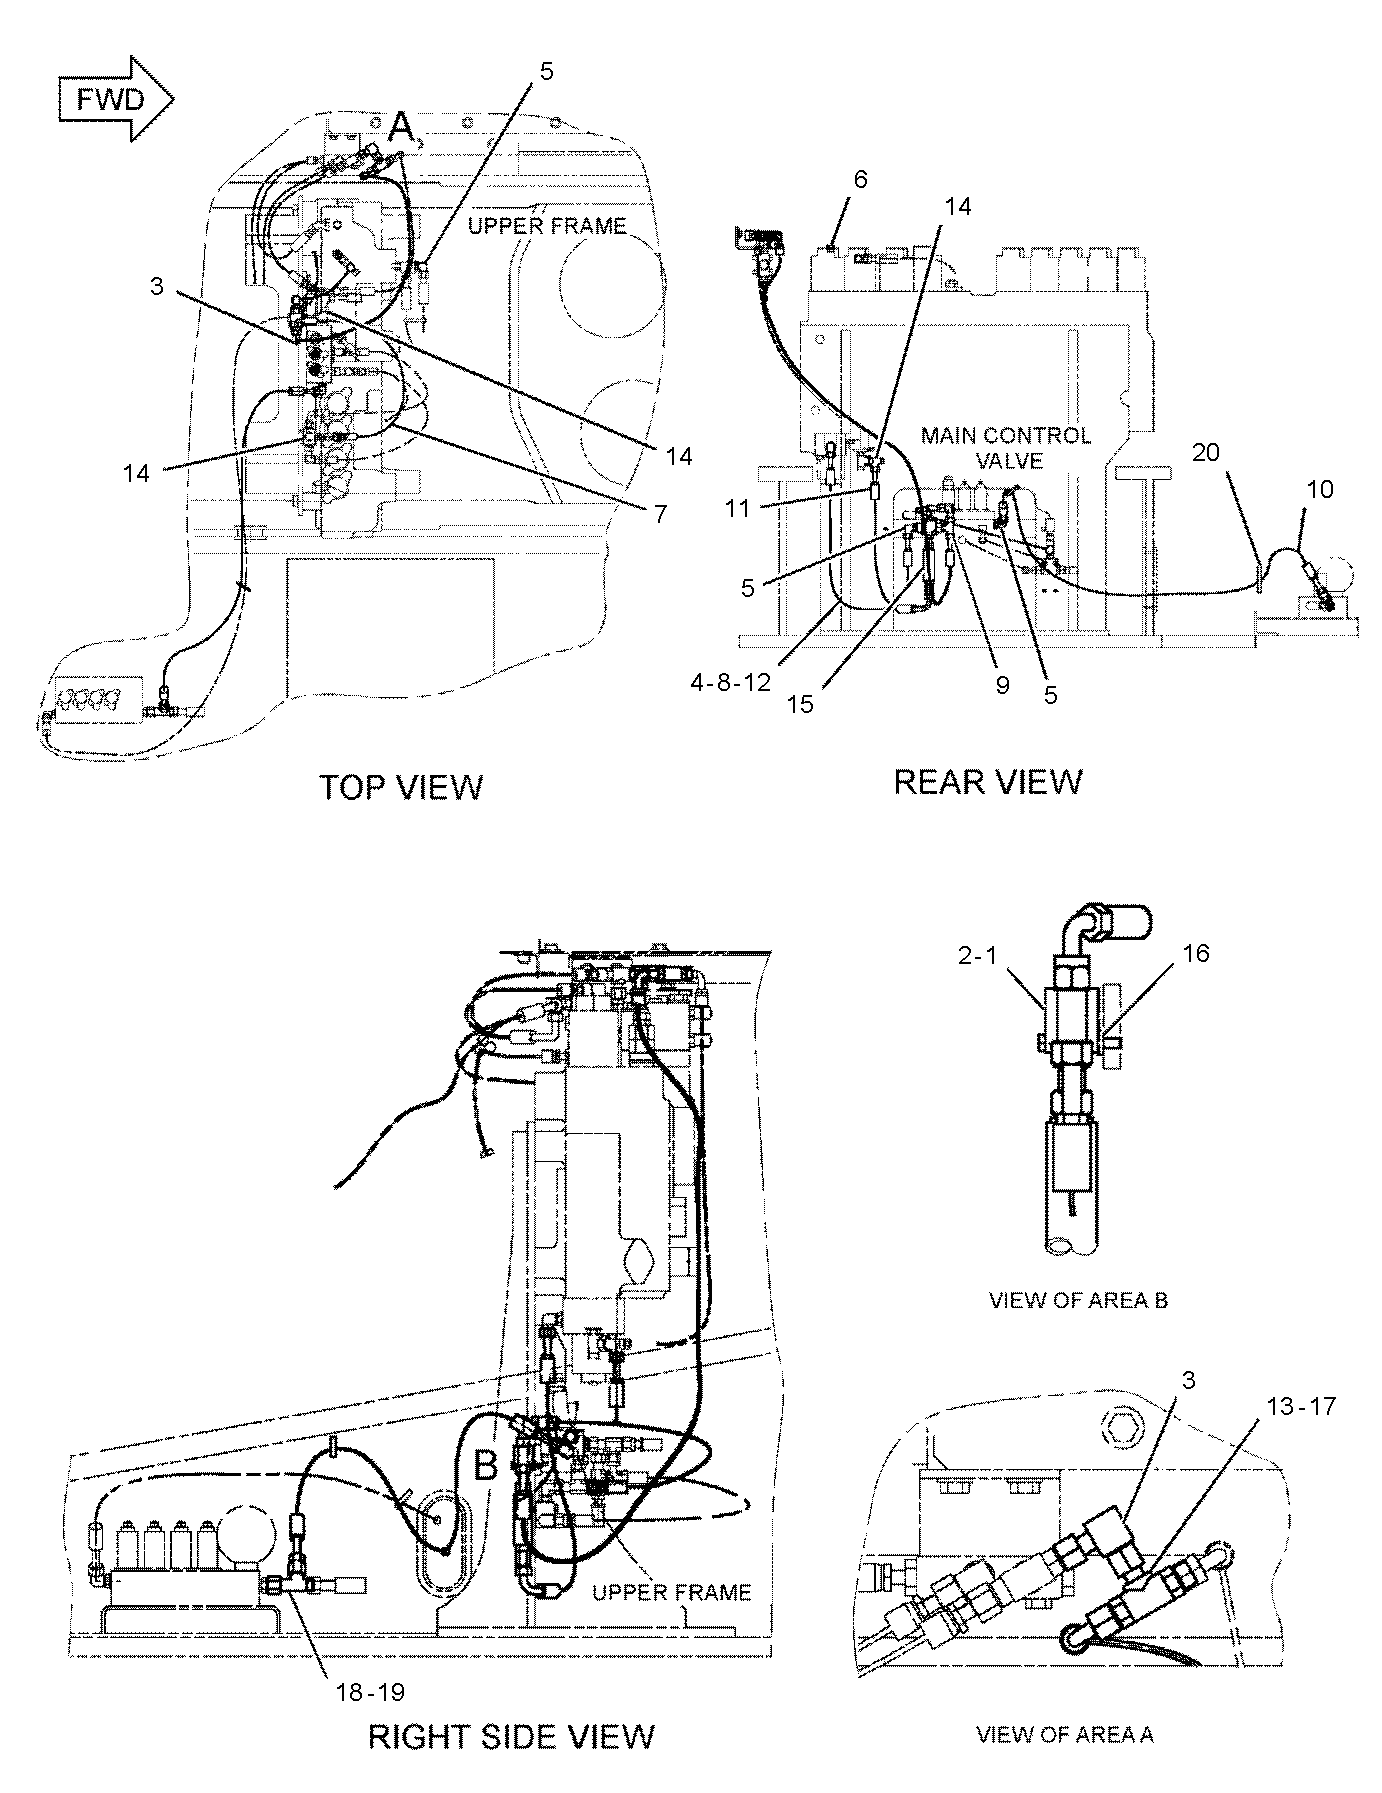 FWD
A
5
UPPER FRAME
3
14
14
7
TOP VIEW
6
14
MAIN CONTROL
VALVE
20
10
11
5
4-8-12
15
9
5
REAR VIEW
B
UPPER FRAME
18-19
RIGHT SIDE VIEW
2-1
16
VIEW OF AREA B
3
13-17
VIEW OF AREA A